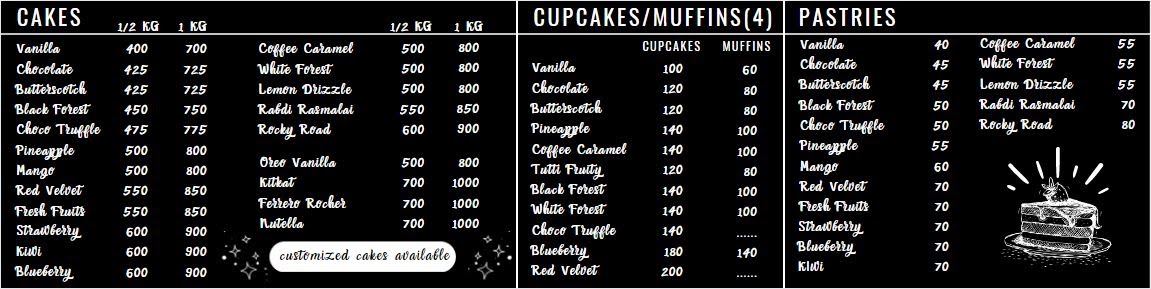 CAKES 1/2 KG 1 KG 1/2 KG 1 KG
Vanilla 400 700
Chocolate 425 725
Butterscotch 425 725
Black Forest 450 750
Choco Truffle 475 775
Pineapple 500 800
Mango 500 800
Red Velvet 550 850
Fresh Fruits 550 850
Strawberry 600 900
Kiwi 600 900
Blueberry 600 900
Coffee Caramel 500 800
White Forest 500 800
Lemon Drizzle 500 800
Rabdi Rasmalai 550 850
Rocky Road 600 900
Oreo Vanilla 500 800
Kitkat 700 1000
Ferrero Rocher 700 1000
Nutella 700 1000
customized cakes available
CUPCAKES/MUFFINS(4)
CUPCAKES MUFFINS
Vanilla 100 60
Chocolate 120 80
Butterscotch 120 80
Pineapple 140 100
Coffee Caramel 140 100
Tutti Fruity 120 80
Black Forest 140 100
White Forest 140 100
Choco Truffle 140 ......
Blueberry 180 140
Red Velvet 200 ......
PASTRIES
Vanilla 40
Chocolate 45
Butterscotch 45
Black Forest 50
Choco Truffle 50
Pineapple 55
Mango 60
Red Velvet 70
Fresh Fruits 70
Strawberry 70
Blueberry 70
Kiwi 70
Coffee Caramel 55
White Forest 55
Lemon Drizzle 55
Rabdi Rasmalai 70
Rocky Road 80